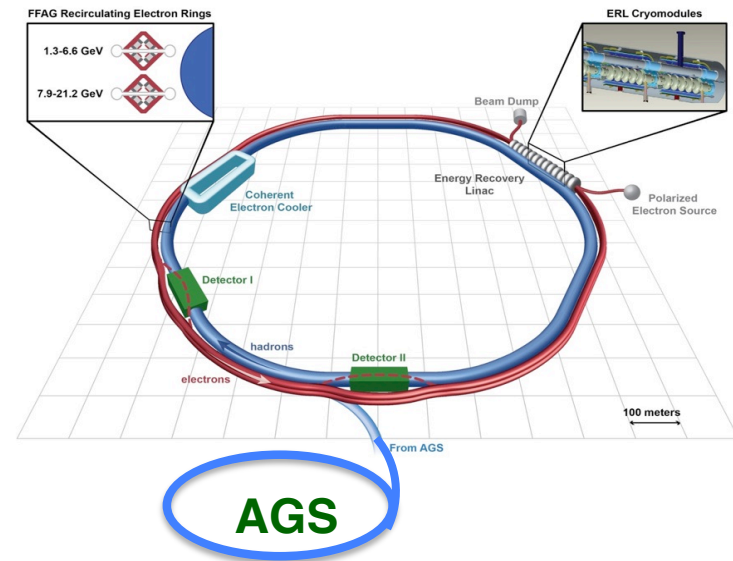 FFAG Recirculating Electron Rings
1.3-6.6 GeV
7.9-21.2 GeV
ERL Cryomodules
Beam Dump
Energy Recovery
Linac
Polarized
Electron Source
Coherent
Electron Cooler
Detector I
hadrons
Detector II
electrons
100 meters
From AGS
AGS